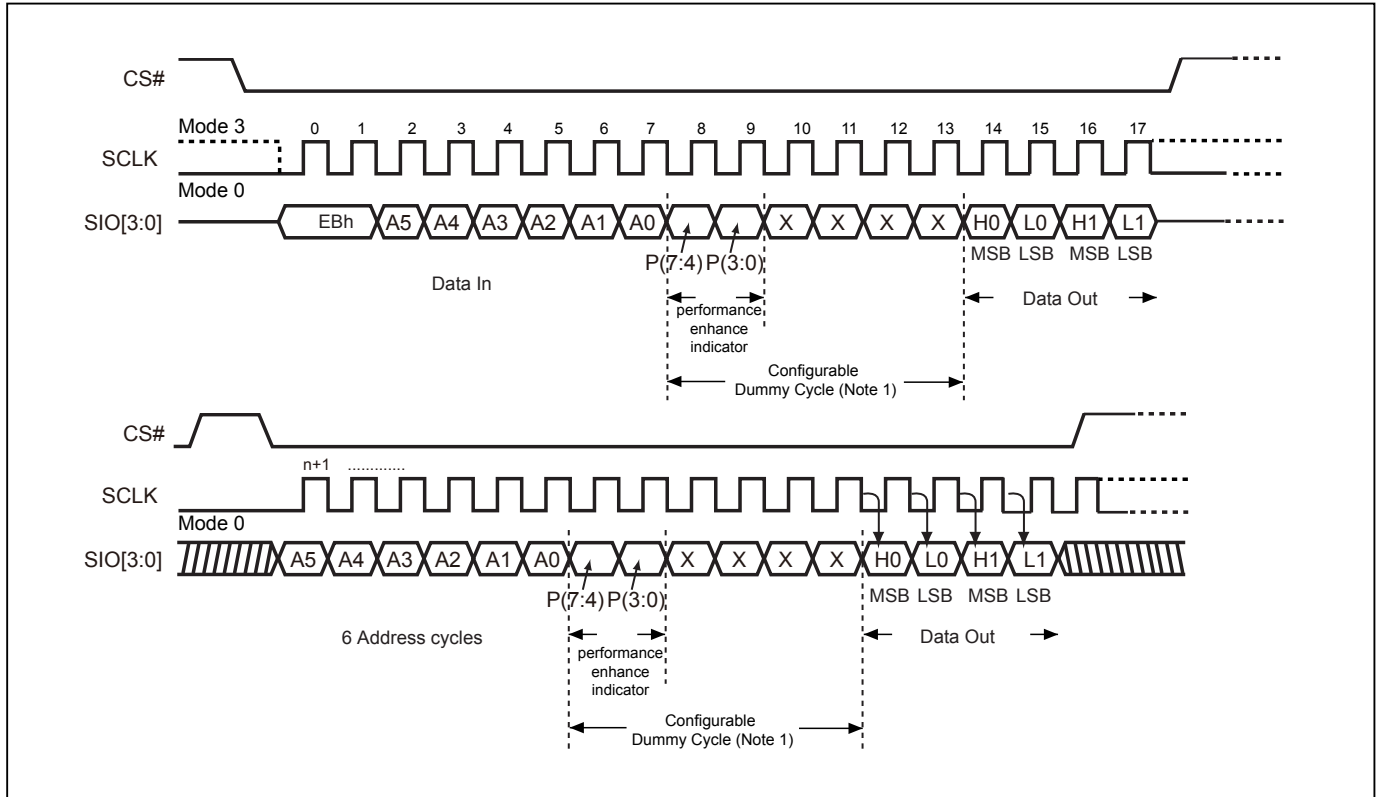 CS#
Mode 3
0 1 2 3 4 5 6 7 8 9 10 11 12 13 14 15 16 17
SCLK
Mode 0
SIO[3:0]
EBh A5 A4 A3 A2 A1 A0 X X X X H0 L0 H1 L1
MSB LSB MSB LSB
P(7:4) P(3:0)
Data In
Data Out
performance
enhance
indicator
Configurable
Dummy Cycle (Note 1)
CS#
n+1 .............
SCLK
Mode 0
SIO[3:0]
A5 A4 A3 A2 A1 A0 X X X X H0 L0 H1 L1
P(7:4) P(3:0)
MSB LSB MSB LSB
6 Address cycles
Data Out
performance
enhance
indicator
Configurable
Dummy Cycle (Note 1)